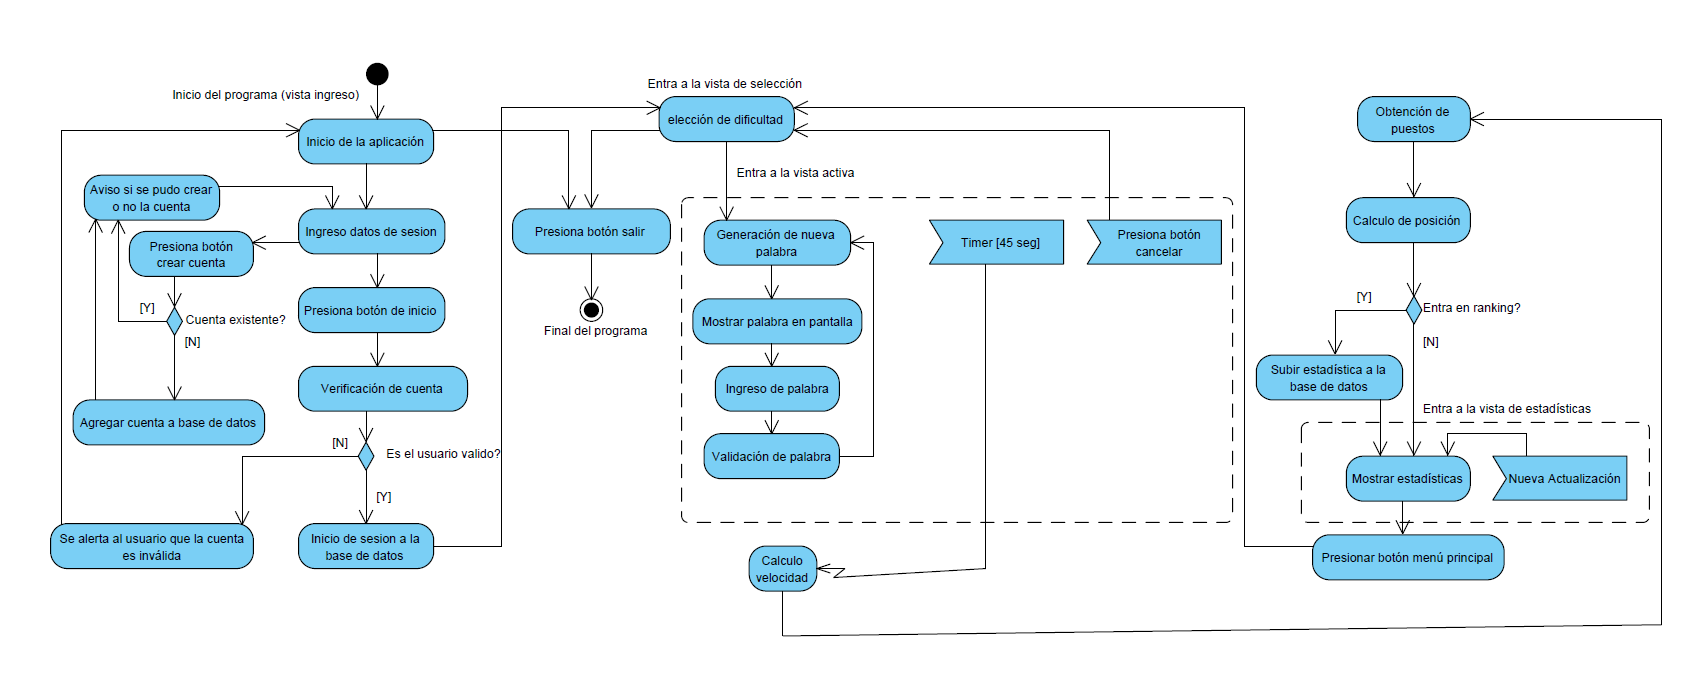 Inicio del programa (vista ingreso)
Inicio de la aplicación
Aviso si se pudo crear
o no la cuenta
Ingreso datos de sesion
Presiona botón
crear cuenta
[Y]
Cuenta existente?
[N]
Agregar cuenta a base de datos
Presiona botón de inicio
Verificación de cuenta
[N]
Es el usuario valido?
[Y]
Se alerta al usuario que la cuenta
es inválida
Inicio de sesion a la
base de datos
Presiona botón salir
Final del programa
Entra a la vista de selección
elección de dificultad
Entra a la vista activa
Generación de nueva
palabra
Mostrar palabra en pantalla
Ingreso de palabra
Validación de palabra
Timer [45 seg]
Presiona botón
cancelar
Calculo
velocidad
Obtención de
puestos
Calculo de posición
[Y]
Entra en ranking?
[N]
Subir estadística a la
base de datos
Entra a la vista de estadísticas
Mostrar estadísticas
Nueva Actualización
Presionar botón menú principal